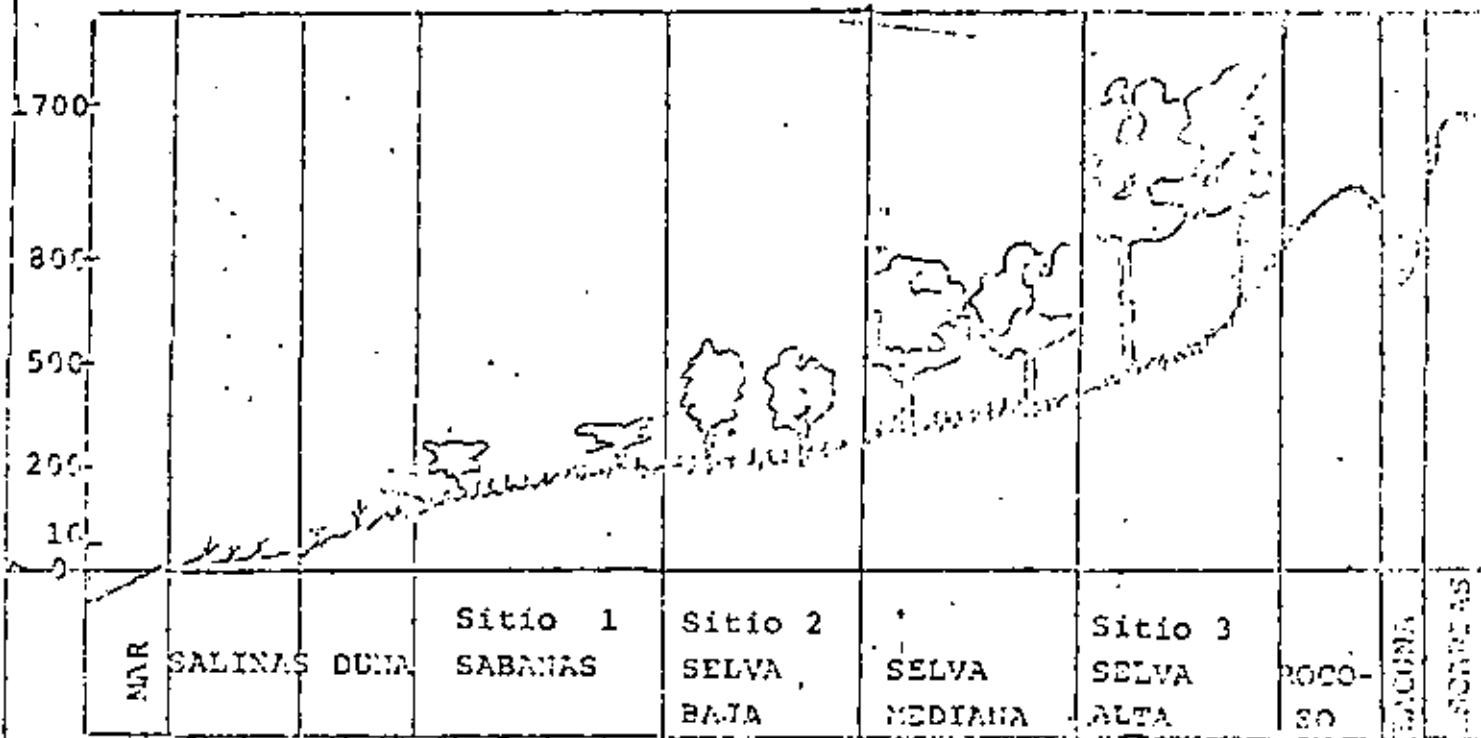 1700
800
500
200
10
0
MAR
SALINAS
DUNA
Sitio 1
SABANAS
Sitio 2
SELVA
BAJA
SELVA
MEDIANA
Sitio 3
SELVA
ALTA
ROCO-
SO
LAGUNA